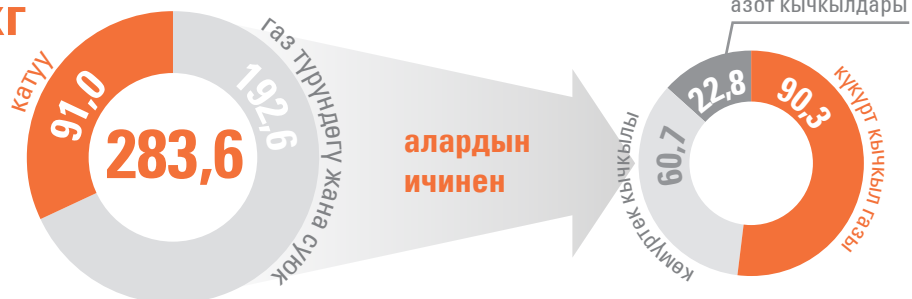 кг
катуу
91,0
283,6
192,6
газ түрүндөгү жана суюк
алардын
ичинен
азот кычкылдары
22,8
90,3
күкүрт кычкыл газы
60,7
көмүртек кычкылы